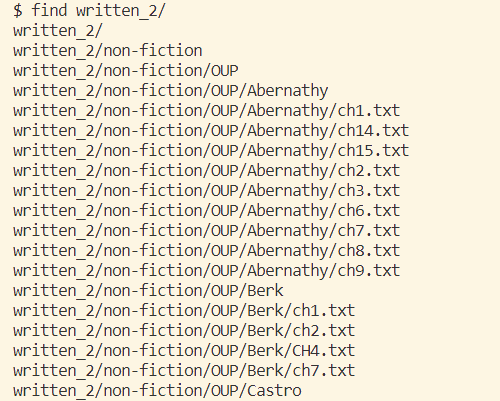 $ find written_2/
written_2/
written_2/non-fiction
written_2/non-fiction/OUP
written_2/non-fiction/OUP/Abernathy
written_2/non-fiction/OUP/Abernathy/ch1.txt
written_2/non-fiction/OUP/Abernathy/ch14.txt
written_2/non-fiction/OUP/Abernathy/ch15.txt
written_2/non-fiction/OUP/Abernathy/ch2.txt
written_2/non-fiction/OUP/Abernathy/ch3.txt
written_2/non-fiction/OUP/Abernathy/ch6.txt
written_2/non-fiction/OUP/Abernathy/ch7.txt
written_2/non-fiction/OUP/Abernathy/ch8.txt
written_2/non-fiction/OUP/Abernathy/ch9.txt
written_2/non-fiction/OUP/Berk
written_2/non-fiction/OUP/Berk/ch1.txt
written_2/non-fiction/OUP/Berk/ch2.txt
written_2/non-fiction/OUP/Berk/CH4.txt
written_2/non-fiction/OUP/Berk/ch7.txt
written_2/non-fiction/OUP/Castro